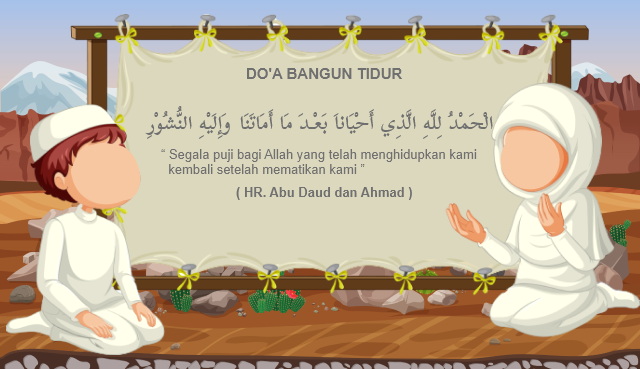 DO'A BANGUN TIDUR
الْحَمْدُ لِلَّهِ الَّذِي أَحْيَانَا بَعْدَ مَا أَمَاتَنَا وَإِلَيْهِ النُّشُوْرِ
“ Segala puji bagi Allah yang telah menghidupkan kami
kembali setelah mematikan kami ”
( HR. Abu Daud dan Ahmad )